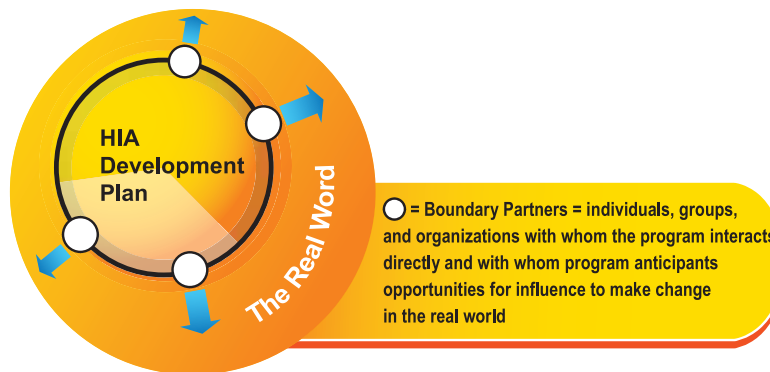 HIA
Development
Plan
The Real Word
= Boundary Partners = individuals, groups,
and organizations with whom the program interacts
directly and with whom program anticipants
opportunities for influence to make change
in the real world